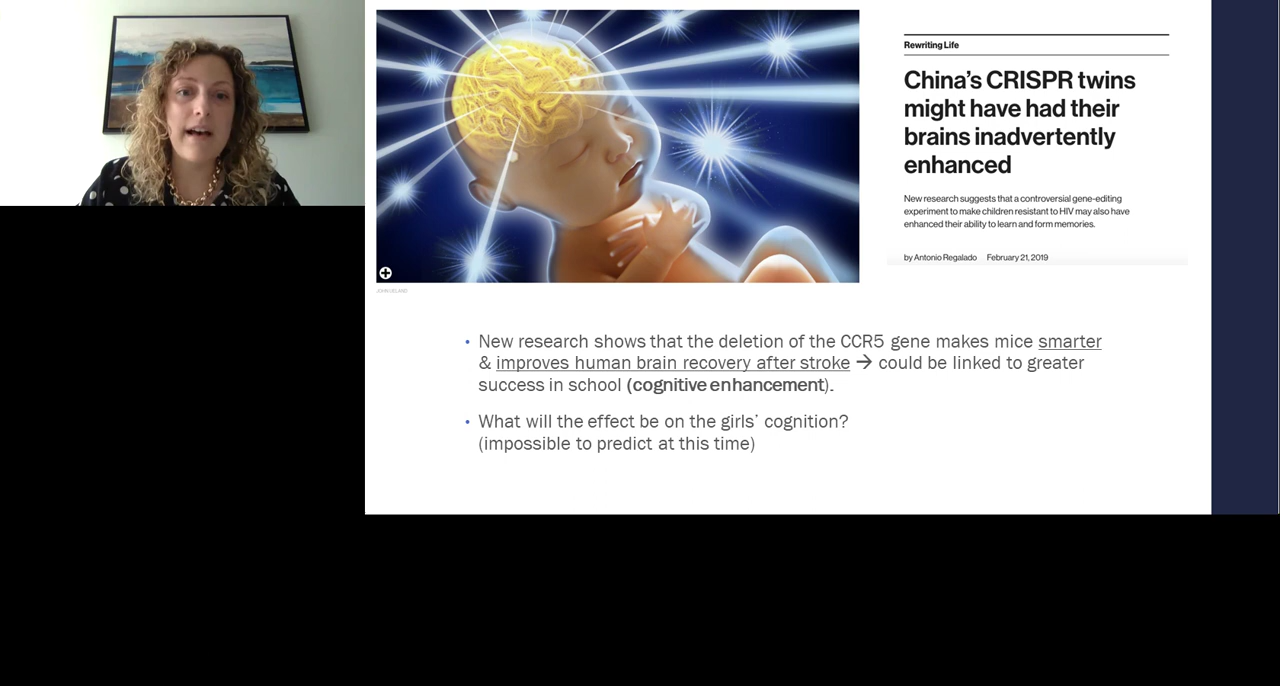 Rewriting Life
China's CRISPR twins
might have had their
brains inadvertently
enhanced
New research suggests that a controversial gene-editing
experiment to make children resistant to HIV may also have
enhanced their ability to learn and form memories.
by Antonio Regalado February 21, 2019
• New research shows that the deletion of the CCR5 gene makes mice smarter
& improves human brain recovery after stroke → could be linked to greater
success in school (cognitive enhancement).
• What will the effect be on the girls' cognition?
(impossible to predict at this time)